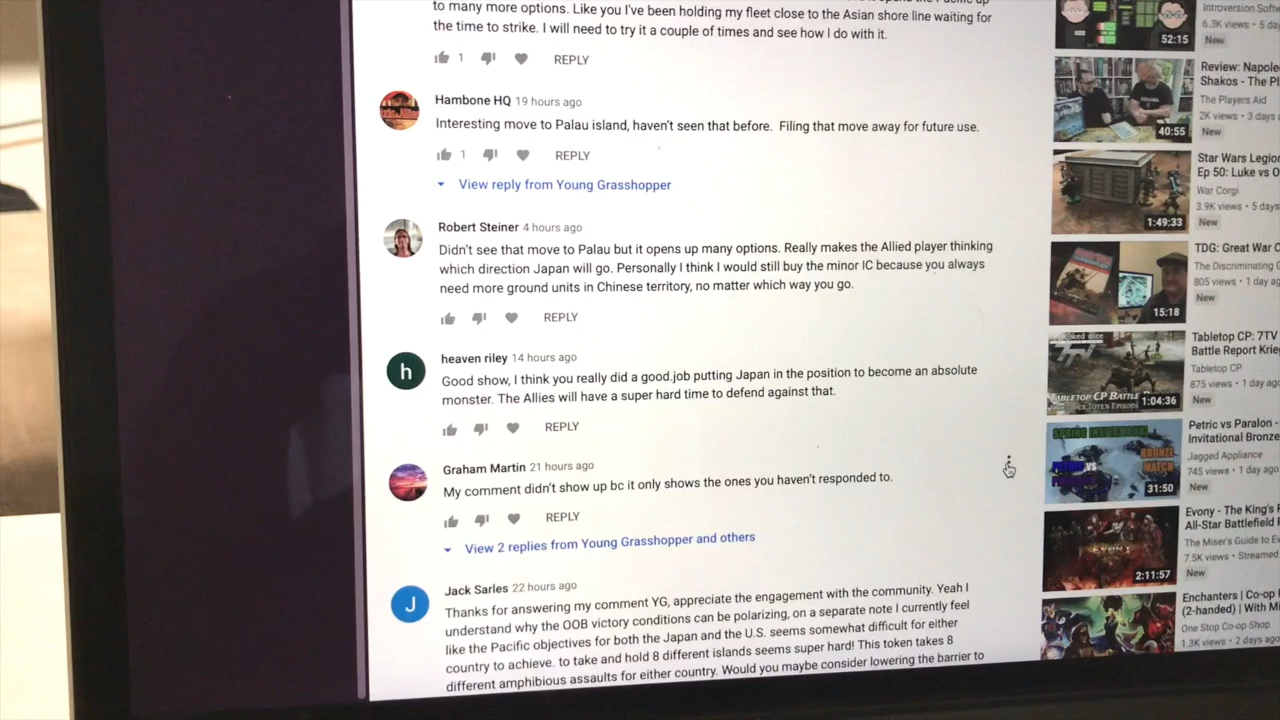 to many more options. Like you I've been holding my fleet close to the Asian shore line waiting for
the time to strike. I will need to try it a couple of times and see how I do with it.
1 REPLY
Hambone HQ 19 hours ago
Interesting move to Palau island, haven't seen that before. Filing that move away for future use.
1 REPLY
View reply from Young Grasshopper
Robert Steiner 4 hours ago
Didn't see that move to Palau but it opens up many options. Really makes the Allied player thinking
which direction Japan will go. Personally I think I would still buy the minor IC because you always
need more ground units in Chinese territory, no matter which way you go.
REPLY
h
heaven riley 14 hours ago
Good show, I think you really did a good job putting Japan in the position to become an absolute
monster. The Allies will have a super hard time to defend against that.
REPLY
Graham Martin 21 hours ago
My comment didn't show up bc it only shows the ones you haven't responded to.
REPLY
View 2 replies from Young Grasshopper and others
J
Jack Sarles 22 hours ago
Thanks for answering my comment YG, appreciate the engagement with the community. Yeah I
understand why the OOB victory conditions can be polarizing, on a separate note I currently feel
like the Pacific objectives for both the Japan and the U.S. seems somewhat difficult for either
country to achieve. to take and hold 8 different islands seems super hard! This token takes 8
different amphibious assaults for either country. Would you maybe consider lowering the barrier to
Introversion Softw
6.3K views • 5 da
New
52:15
Review: Napole
Shakos - The Pl
The Players Aid
2K views • 3 days
New
40:55
Star Wars Legion
Ep 50: Luke vs O
War Corgi
3.9K views • 5 days
New
1:49:33
TDG: Great War C
The Discriminating G
805 views • 1 day ag
New
15:18
Tabletop CP: 7TV
Battle Report Krie
Tabletop CP
875 views • 1 day ago
New
TABLETOP CP BATTLE
1:04:36
Petric vs Paralon -
Invitational Bronze
Jagged Appliance
745 views • 1 day ago
New
SPRING INVITATIONAL
PETRIC VS
BRONZE
MATCH
31:50
Evony - The King's R
All-Star Battlefield
The Miser's Guide to Ev
7.5K views • Streamed
New
EVONY
2:11:57
Enchanters | Co-op
(2-handed) | With Mi
One Stop Co-op Shop
1.3K views • 2 days ago